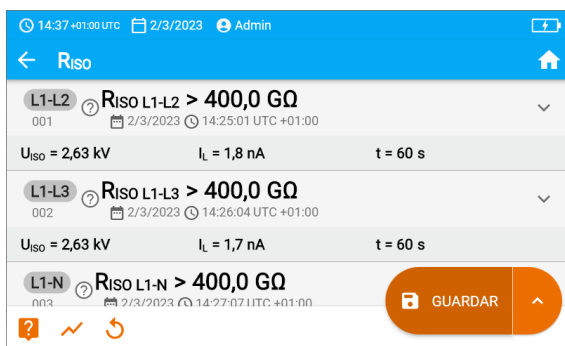 14:37 +01:00 UTC 2/3/2023 Admin
RISO
L1-L2 RISO L1-L2 > 400,0 GΩ
001 2/3/2023 14:25:01 UTC +01:00
UISO = 2,63 kV IL = 1,8 nA t = 60 s
L1-L3 RISO L1-L3 > 400,0 GΩ
002 2/3/2023 14:26:04 UTC +01:00
UISO = 2,63 kV IL = 1,7 nA t = 60 s
L1-N RISO L1-N > 400,0 GΩ
003 2/3/2023 14:27:07 UTC +01:00
GUARDAR